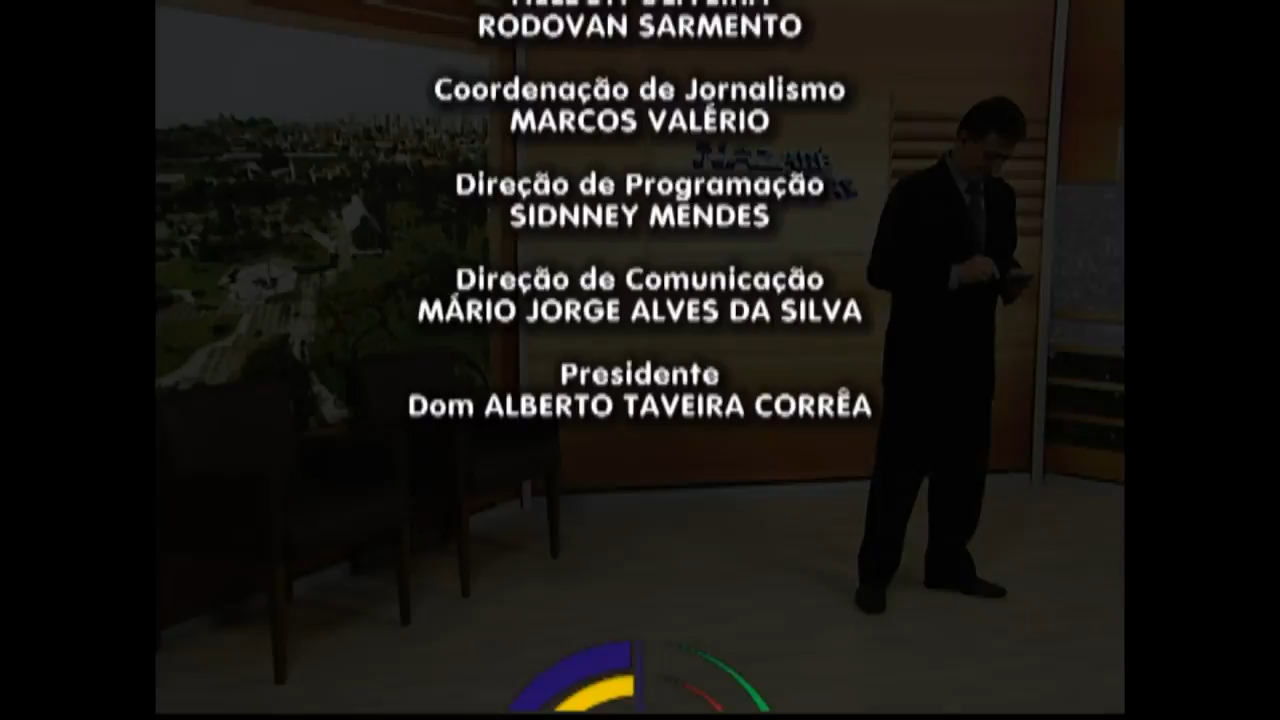 RODOVAN SARMENTO
Coordenação de Jornalismo
MARCOS VALÉRIO
Direção de Programação
SIDNNEY MENDES
Direção de Comunicação
MÁRIO JORGE ALVES DA SILVA
Presidente
Dom ALBERTO TAVEIRA CORRÊA